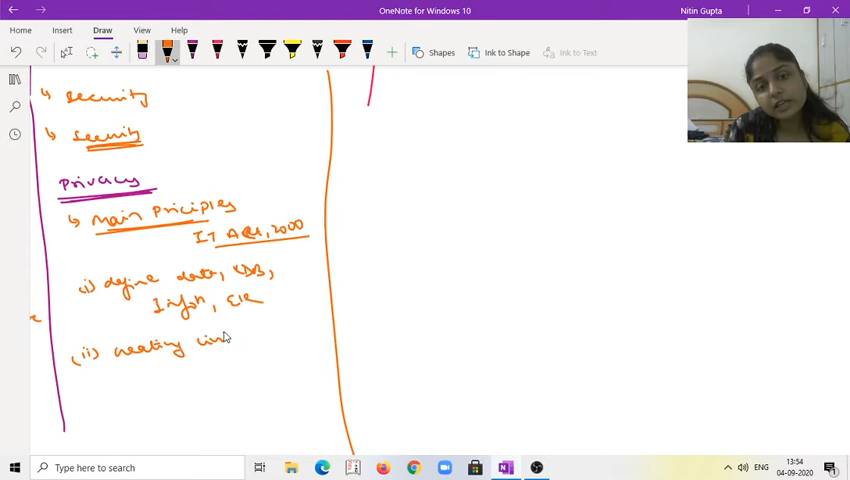 OneNote for Windows 10
Nitin Gupta
Home Insert Draw View Help
Shapes Ink to Shape Ink to Text
↳ Security
↳ Security
Privacy
↳ Main Priciples
IT Act, 2000
(i) define data, CDB,
Infoⁿ, etc
(ii) creating
Type here to search
ENG
13:54
04-09-2020